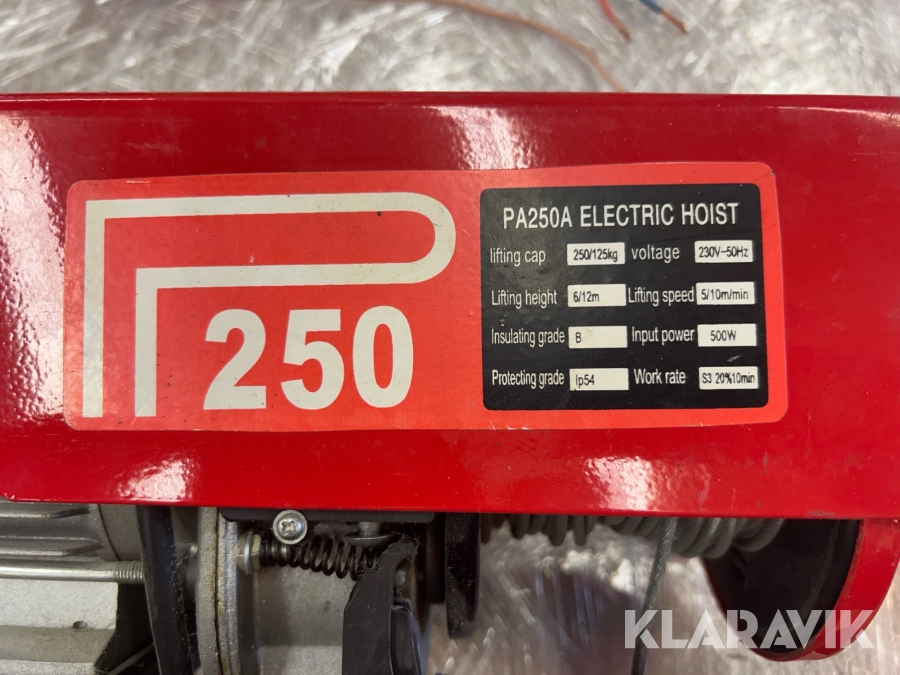 P250
PA250A ELECTRIC HOIST
lifting cap 250/125kg voltage 230V~50Hz
Lifting height 6/12m Lifting speed 5/10m/min
Insulating grade B Input power 500W
Protecting grade Ip54 Work rate S3 20%10min
KLARAVIK